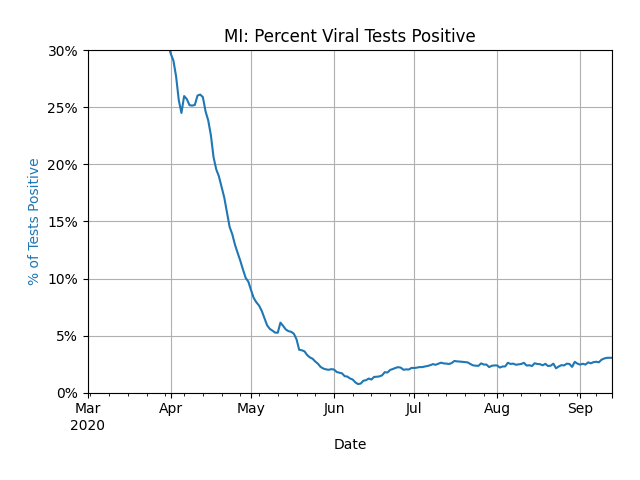 MI: Percent Viral Tests Positive
30%
25%
20%
15%
10%
5%
0%
% of Tests Positive
Mar Apr May Jun Jul Aug Sep
2020
Date